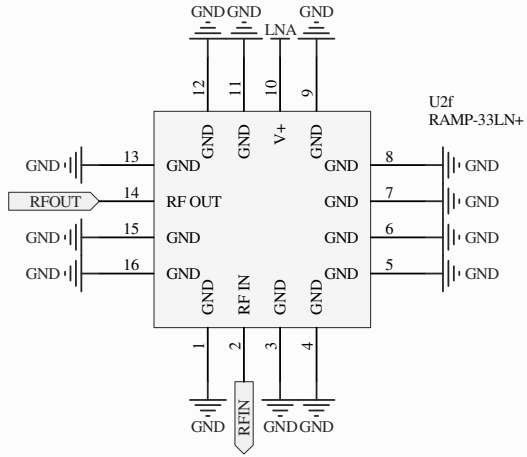 GND
GND
LNA
GND
12
11
10
9
U2f
RAMP-33LN+
GND
GND
V+
GND
GND
13
GND
GND
8
GND
RFOUT
14
RF OUT
GND
7
GND
GND
15
GND
GND
6
GND
GND
16
GND
GND
5
GND
GND
RF IN
GND
GND
1
2
3
4
GND
RFIN
GND
GND